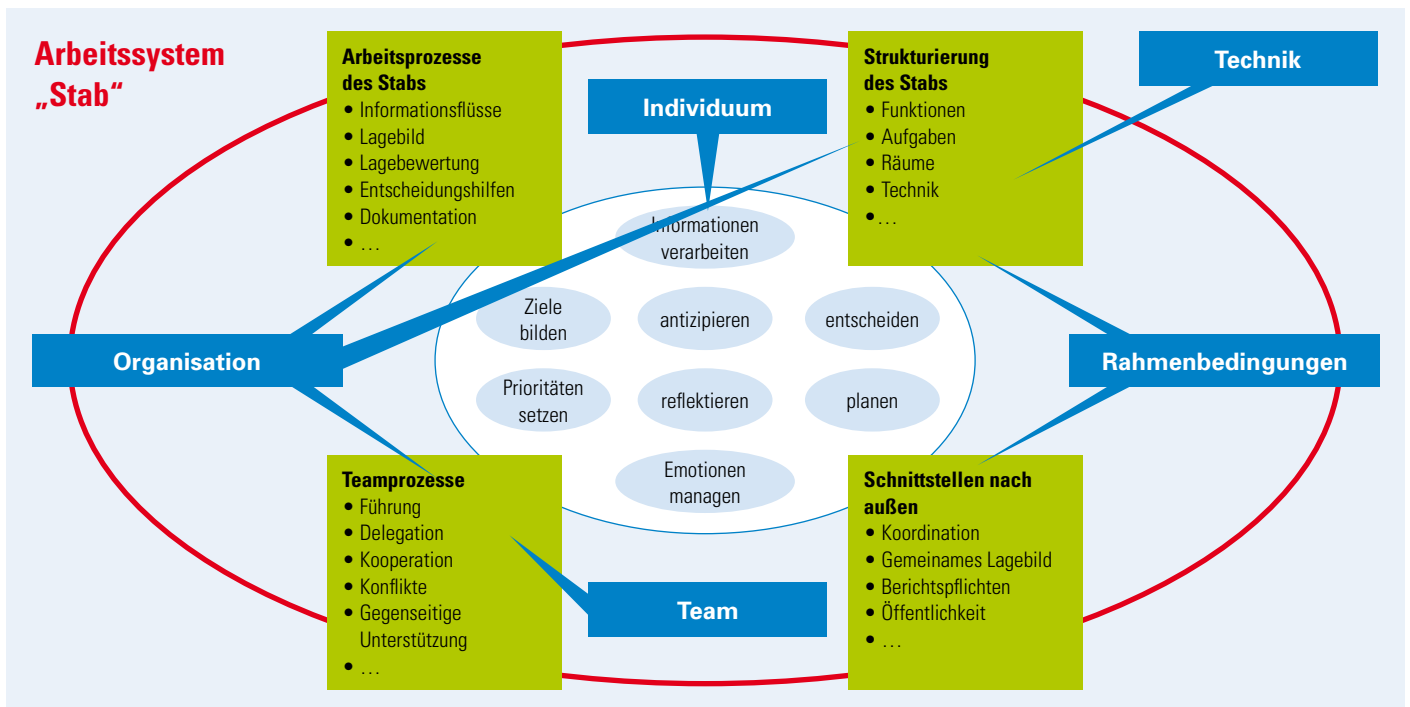 Arbeitssystem
„Stab“
Arbeitsprozesse
des Stabs
• Informationsflüsse
• Lagebild
• Lagebewertung
• Entscheidungshilfen
• Dokumentation
• …
Individuum
Strukturierung
des Stabs
• Funktionen
• Aufgaben
• Räume
• Technik
• …
Technik
Informationen
verarbeiten
Ziele
bilden
antizipieren
entscheiden
Organisation
Rahmenbedingungen
Prioritäten
setzen
reflektieren
planen
Emotionen
managen
Teamprozesse
• Führung
• Delegation
• Kooperation
• Konflikte
• Gegenseitige
Unterstützung
• …
Team
Schnittstellen nach
außen
• Koordination
• Gemeinames Lagebild
• Berichtspflichten
• Öffentlichkeit
• …